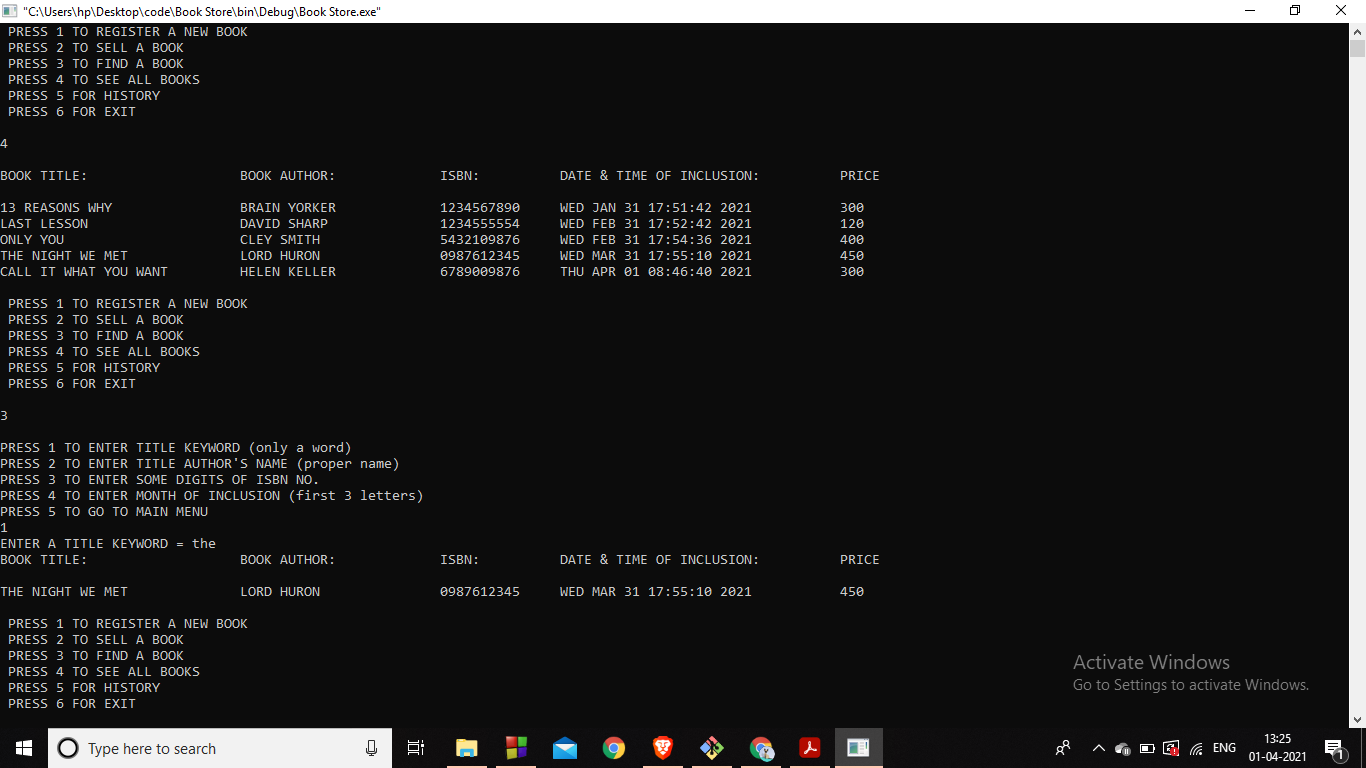 "C:\Users\hp\Desktop\code\Book Store\bin\Debug\Book Store.exe"
PRESS 1 TO REGISTER A NEW BOOK
PRESS 2 TO SELL A BOOK
PRESS 3 TO FIND A BOOK
PRESS 4 TO SEE ALL BOOKS
PRESS 5 FOR HISTORY
PRESS 6 FOR EXIT
4
BOOK TITLE: BOOK AUTHOR: ISBN: DATE & TIME OF INCLUSION: PRICE
13 REASONS WHY BRAIN YORKER 1234567890 WED JAN 31 17:51:42 2021 300
LAST LESSON DAVID SHARP 1234555554 WED FEB 31 17:52:42 2021 120
ONLY YOU CLEY SMITH 5432109876 WED FEB 31 17:54:36 2021 400
THE NIGHT WE MET LORD HURON 0987612345 WED MAR 31 17:55:10 2021 450
CALL IT WHAT YOU WANT HELEN KELLER 6789009876 THU APR 01 08:46:40 2021 300
PRESS 1 TO REGISTER A NEW BOOK
PRESS 2 TO SELL A BOOK
PRESS 3 TO FIND A BOOK
PRESS 4 TO SEE ALL BOOKS
PRESS 5 FOR HISTORY
PRESS 6 FOR EXIT
3
PRESS 1 TO ENTER TITLE KEYWORD (only a word)
PRESS 2 TO ENTER TITLE AUTHOR'S NAME (proper name)
PRESS 3 TO ENTER SOME DIGITS OF ISBN NO.
PRESS 4 TO ENTER MONTH OF INCLUSION (first 3 letters)
PRESS 5 TO GO TO MAIN MENU
1
ENTER A TITLE KEYWORD = the
BOOK TITLE: BOOK AUTHOR: ISBN: DATE & TIME OF INCLUSION: PRICE
THE NIGHT WE MET LORD HURON 0987612345 WED MAR 31 17:55:10 2021 450
PRESS 1 TO REGISTER A NEW BOOK
PRESS 2 TO SELL A BOOK
PRESS 3 TO FIND A BOOK
PRESS 4 TO SEE ALL BOOKS
PRESS 5 FOR HISTORY
PRESS 6 FOR EXIT
Activate Windows
Go to Settings to activate Windows.
Type here to search
ENG
13:25
01-04-2021
1